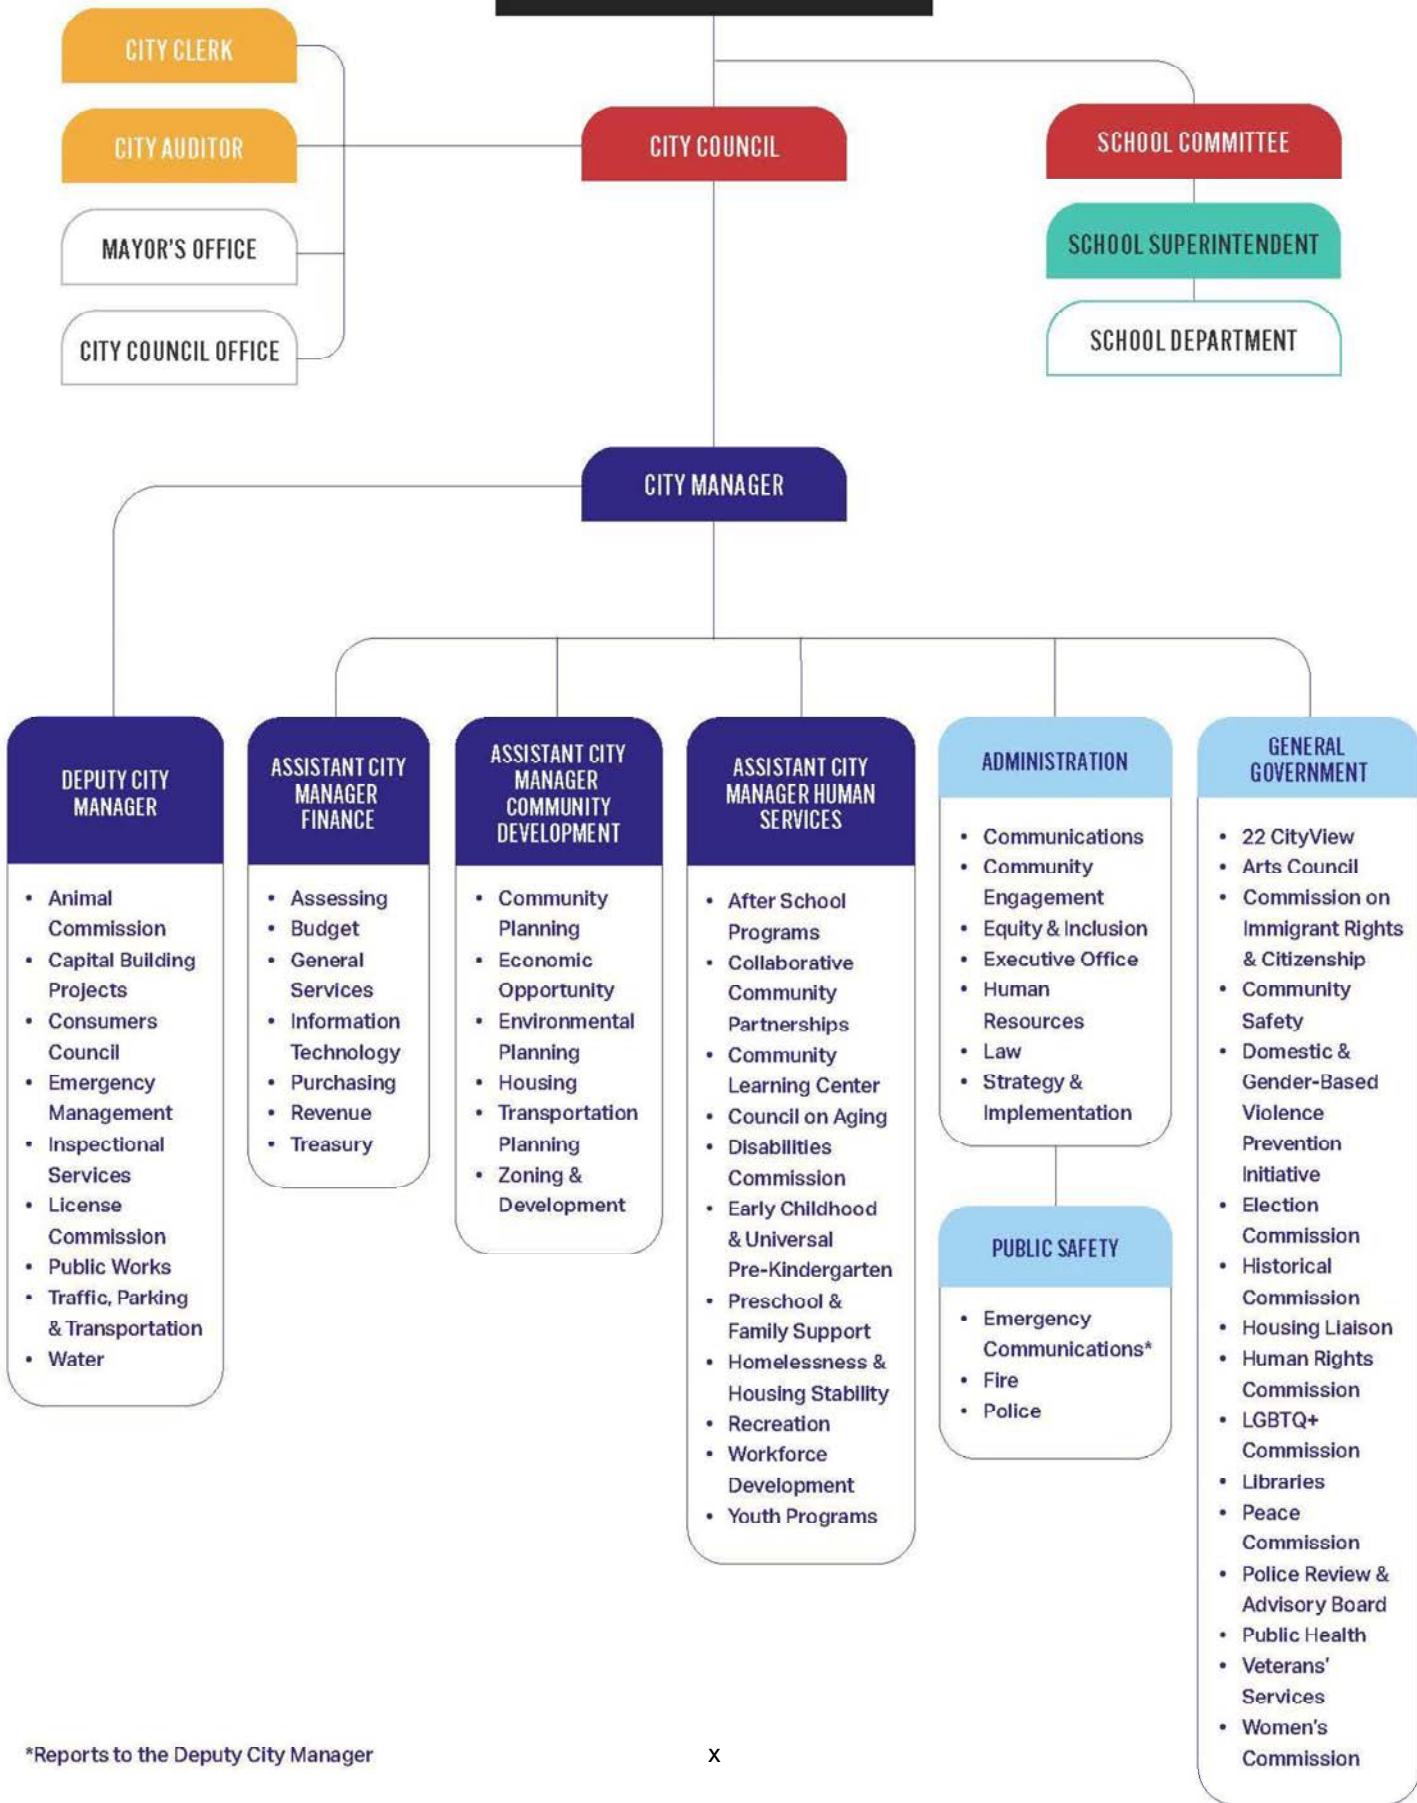 CITY CLERK
CITY AUDITOR
MAYOR'S OFFICE
CITY COUNCIL OFFICE
CITY COUNCIL
SCHOOL COMMITTEE
SCHOOL SUPERINTENDENT
SCHOOL DEPARTMENT
CITY MANAGER
DEPUTY CITY
MANAGER
• Animal
Commission
• Capital Building
Projects
• Consumers
Council
• Emergency
Management
• Inspectional
Services
• License
Commission
• Public Works
• Traffic, Parking
& Transportation
• Water
ASSISTANT CITY
MANAGER
FINANCE
• Assessing
• Budget
• General
Services
• Information
Technology
• Purchasing
• Revenue
• Treasury
ASSISTANT CITY
MANAGER
COMMUNITY
DEVELOPMENT
• Community
Planning
• Economic
Opportunity
• Environmental
Planning
• Housing
• Transportation
Planning
• Zoning &
Development
ASSISTANT CITY
MANAGER HUMAN
SERVICES
• After School
Programs
• Collaborative
Community
Partnerships
• Community
Learning Center
• Council on Aging
• Disabilities
Commission
• Early Childhood
& Universal
Pre-Kindergarten
• Preschool &
Family Support
• Homelessness &
Housing Stability
• Recreation
• Workforce
Development
• Youth Programs
ADMINISTRATION
• Communications
• Community
Engagement
• Equity & Inclusion
• Executive Office
• Human
Resources
• Law
• Strategy &
Implementation
PUBLIC SAFETY
• Emergency
Communications*
• Fire
• Police
GENERAL
GOVERNMENT
• 22 CityView
• Arts Council
• Commission on
Immigrant Rights
& Citizenship
• Community
Safety
• Domestic &
Gender-Based
Violence
Prevention
Initiative
• Election
Commission
• Historical
Commission
• Housing Liaison
• Human Rights
Commission
• LGBTQ+
Commission
• Libraries
• Peace
Commission
• Police Review &
Advisory Board
• Public Health
• Veterans'
Services
• Women's
Commission
*Reports to the Deputy City Manager
x